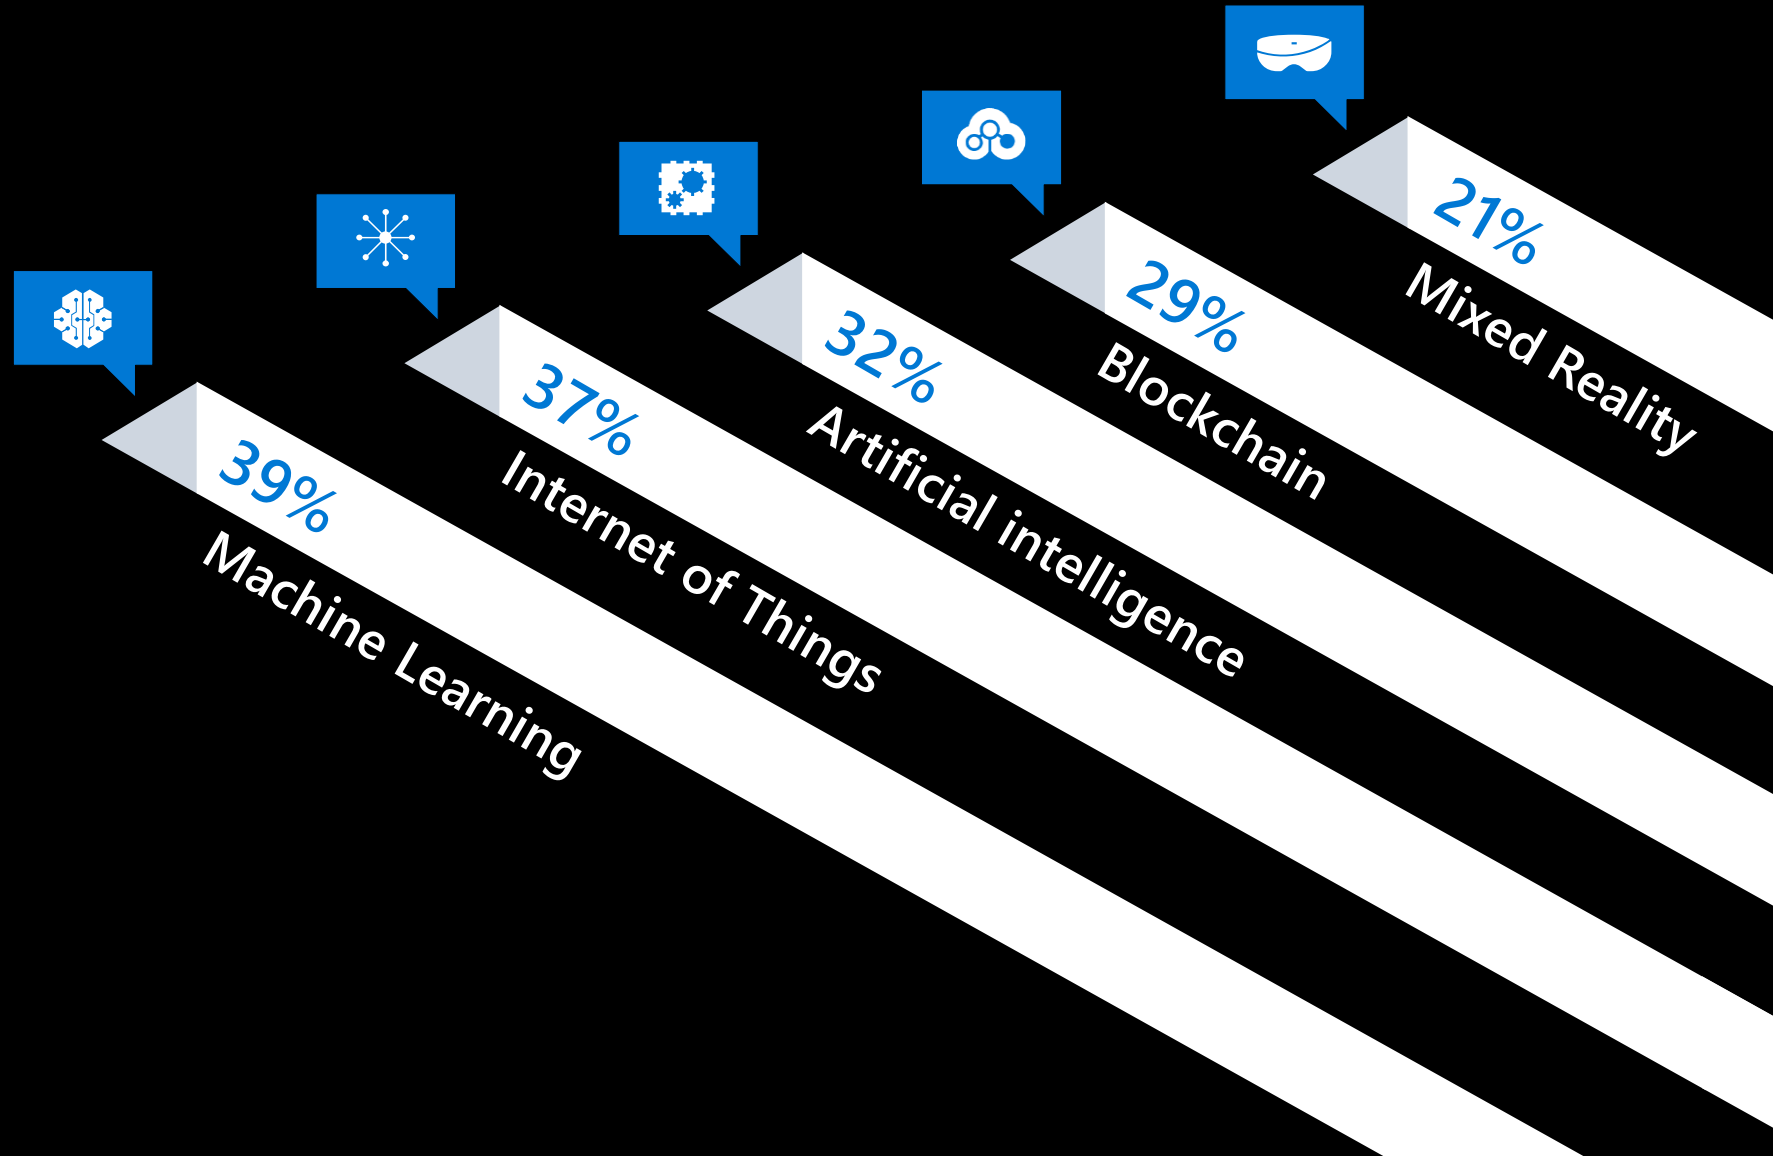 39%
Machine Learning
37%
Internet of Things
32%
Artificial intelligence
29%
Blockchain
21%
Mixed Reality